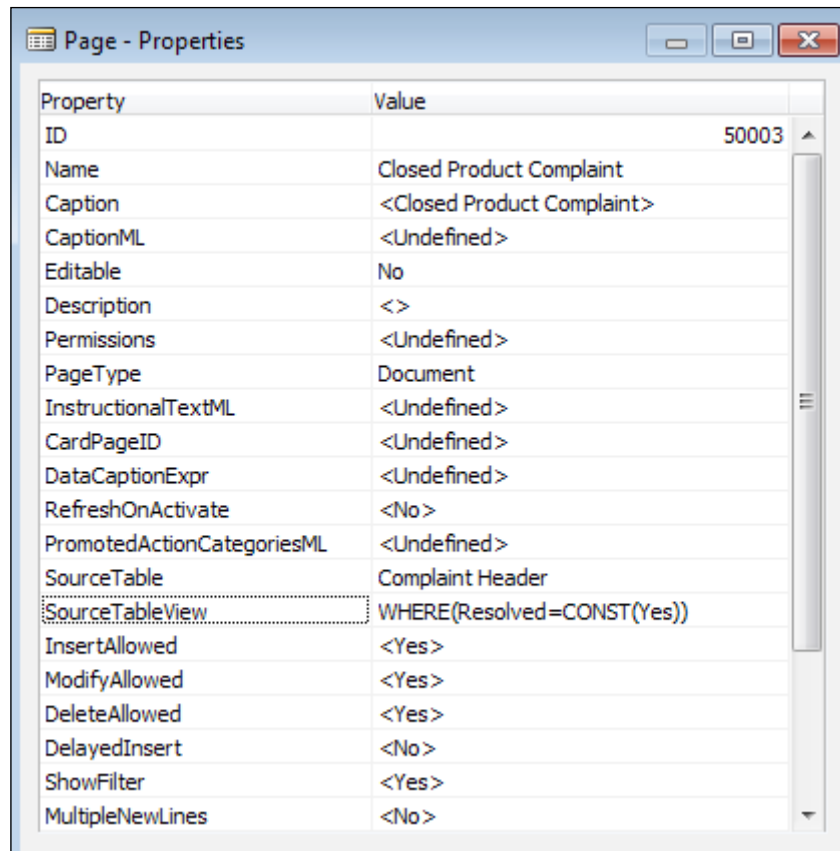 Page - Properties
Property Value
ID 50003
Name Closed Product Complaint
Caption <Closed Product Complaint>
CaptionML <Undefined>
Editable No
Description <>
Permissions <Undefined>
PageType Document
InstructionalTextML <Undefined>
CardPageID <Undefined>
DataCaptionExpr <Undefined>
RefreshOnActivate <No>
PromotedActionCategoriesML <Undefined>
SourceTable Complaint Header
SourceTableView WHERE(Resolved=CONST(Yes))
InsertAllowed <Yes>
ModifyAllowed <Yes>
DeleteAllowed <Yes>
DelayedInsert <No>
ShowFilter <Yes>
MultipleNewLines <No>